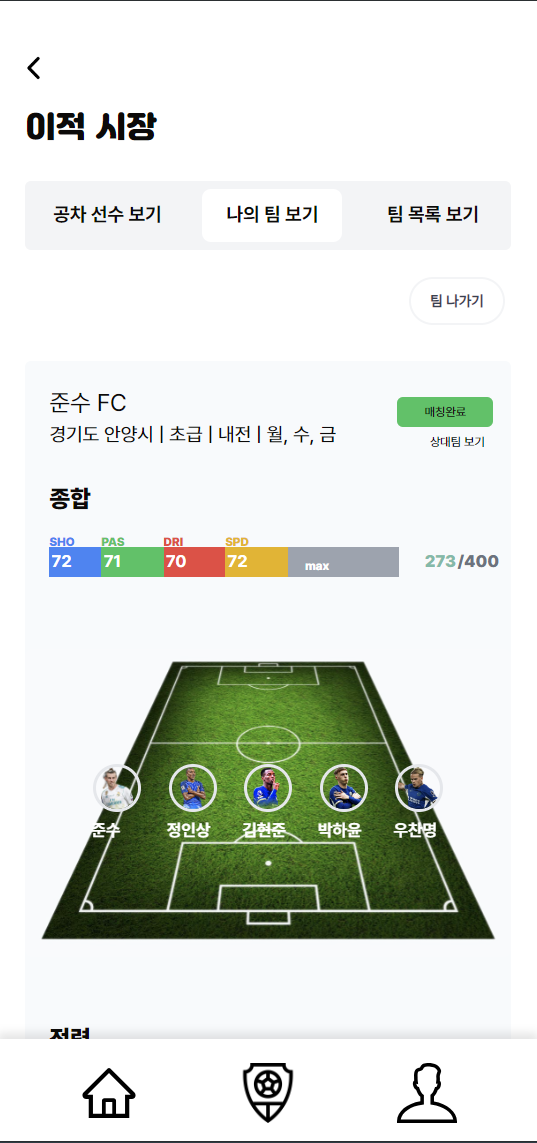 이적 시장
공차 선수 보기 나의 팀 보기 팀 목록 보기
팀 나가기
준수 FC
매칭완료
경기도 안양시 | 초급 | 내전 | 월, 수, 금
상대팀 보기
종합
SHO PAS DRI SPD
72 71 70 72 max 273/400
준수 정인상 김현준 박하윤 우찬명
전력